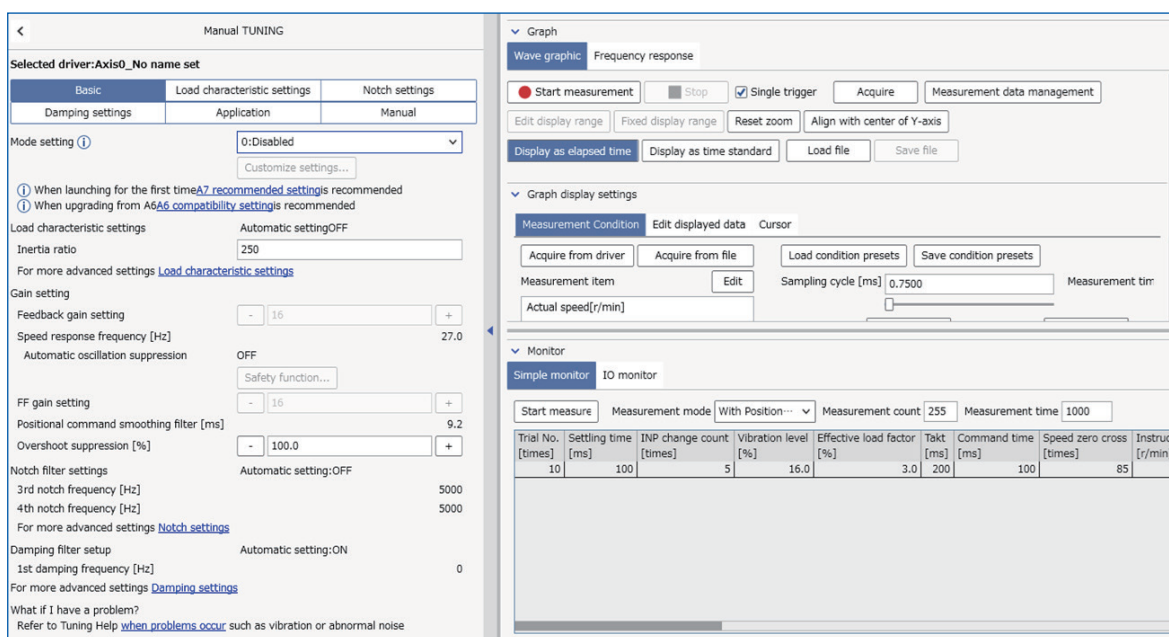 Manual TUNING
Selected driver:Axis0_No name set
Basic
Load characteristic settings
Notch settings
Damping settings
Application
Manual
Mode setting
0:Disabled
Customize settings...
When launching for the first timeA7 recommended settingis recommended
When upgrading from A6A6 compatibility settingis recommended
Load characteristic settings Automatic settingOFF
Inertia ratio 250
For more advanced settings Load characteristic settings
Gain setting
Feedback gain setting - 16 +
Speed response frequency [Hz] 27.0
Automatic oscillation suppression OFF
Safety function...
FF gain setting - 16 +
Positional command smoothing filter [ms] 9.2
Overshoot suppression [%] - 100.0 +
Notch filter settings Automatic setting:OFF
3rd notch frequency [Hz] 5000
4th notch frequency [Hz] 5000
For more advanced settings Notch settings
Damping filter setup Automatic setting:ON
1st damping frequency [Hz] 0
For more advanced settings Damping settings
What if I have a problem?
Refer to Tuning Help when problems occur such as vibration or abnormal noise
Graph
Wave graphic Frequency response
Start measurement Stop Single trigger Acquire Measurement data management
Edit display range Fixed display range Reset zoom Align with center of Y-axis
Display as elapsed time Display as time standard Load file Save file
Graph display settings
Measurement Condition Edit displayed data Cursor
Acquire from driver Acquire from file Load condition presets Save condition presets
Measurement item Edit Sampling cycle [ms] 0.7500 Measurement tim
Actual speed[r/min]
Monitor
Simple monitor IO monitor
Start measure Measurement mode With Position··· Measurement count 255 Measurement time 1000
Trial No. Settling time INP change count Vibration level Effective load factor Takt Command time Speed zero cross Instruc
[times] [ms] [times] [%] [%] [ms] [ms] [times] [r/min
10 100 5 16.0 3.0 200 100 85